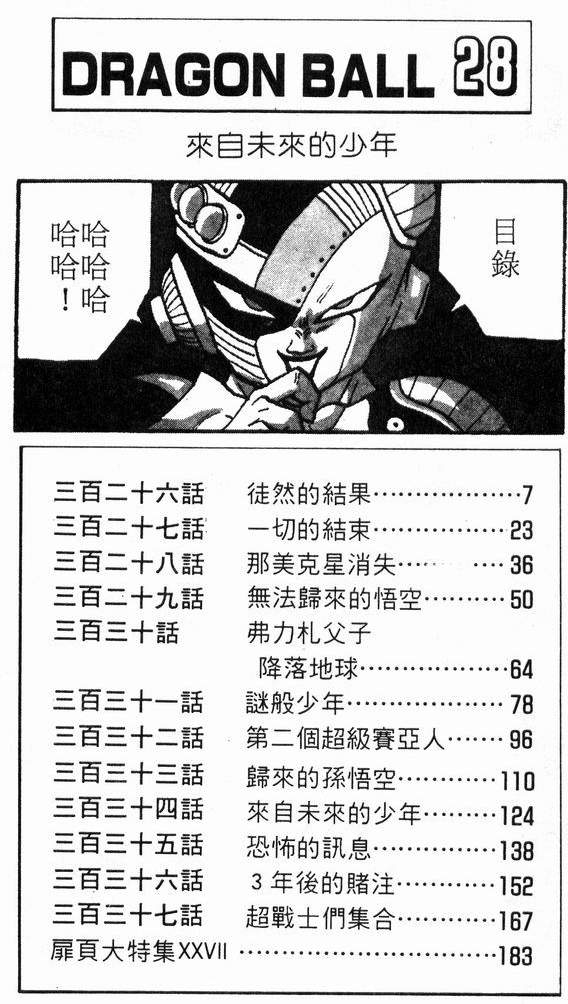 DRAGON BALL 28
來自未來的少年
目錄
哈哈哈
哈哈！
三百二十六話 徒然的結果··················7
三百二十七話 一切的結束··············23
三百二十八話 那美克星消失······ ····36
三百二十九話 無法歸來的悟空··········50
三百三十話 弗力札父子
降落地球··················64
三百三十一話 謎般少年···················78
三百三十二話 第二個超級賽亞人·······96
三百三十三話 歸來的孫悟空············110
三百三十四話 來自未來的少年·········124
三百三十五話 恐怖的訊息···············138
三百三十六話 3年後的賭注············152
三百三十七話 超戰士們集合············167
扉頁大特集XXVII·······························183